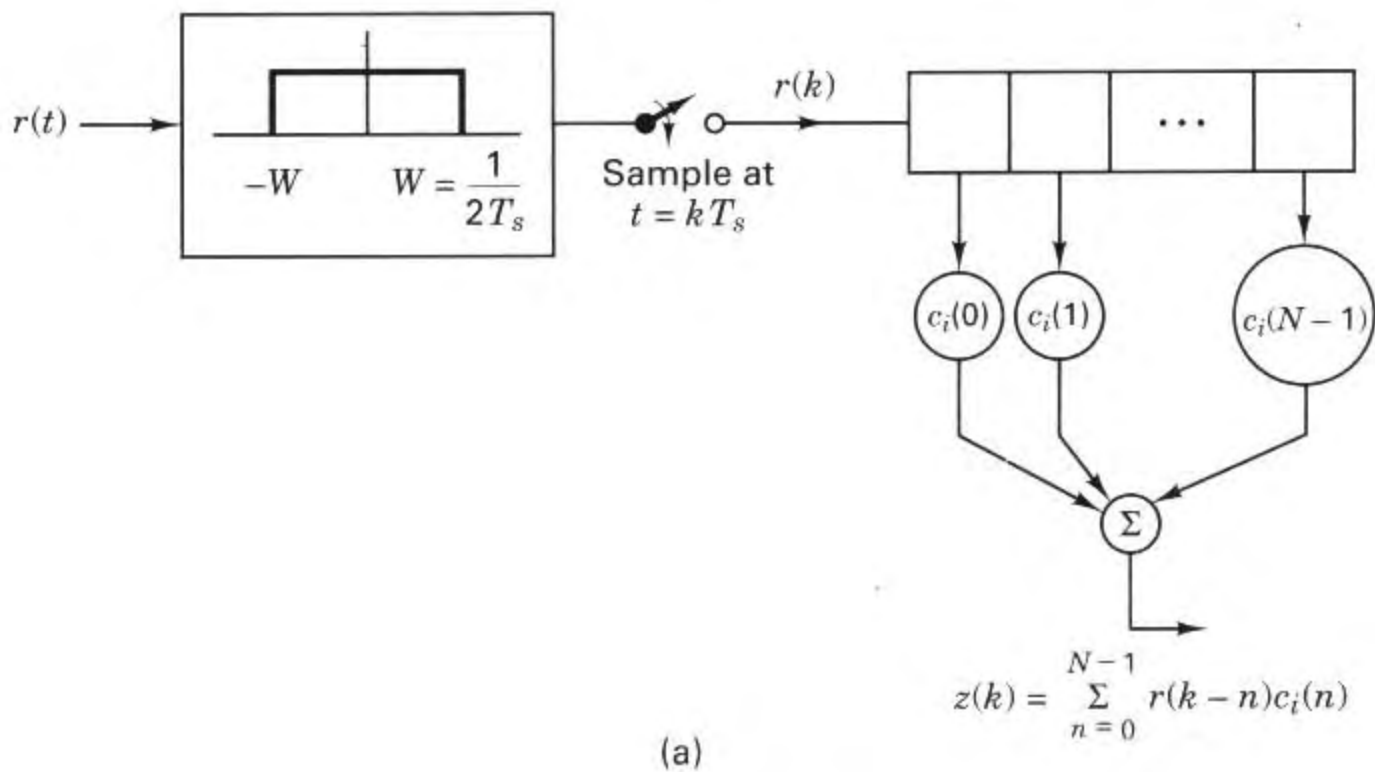 r(t)
-W W = 1/(2T_s)
Sample at
t = kT_s
r(k)
...
c_i(0) c_i(1) c_i(N - 1)
Σ
z(k) = Σ_{n = 0}^{N - 1} r(k - n)c_i(n)
(a)